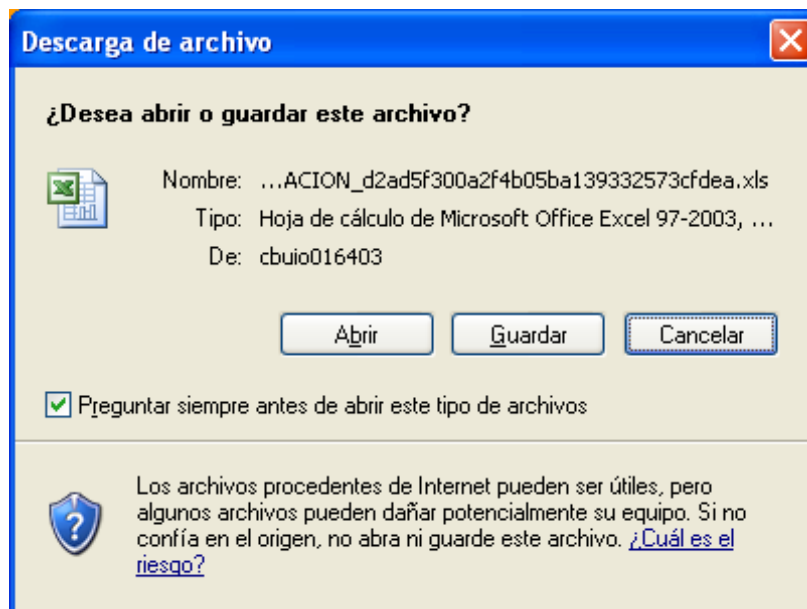 Descarga de archivo
¿Desea abrir o guardar este archivo?
Nombre: ...ACION_d2ad5f300a2f4b05ba139332573cfdea.xls
Tipo: Hoja de cálculo de Microsoft Office Excel 97-2003, ...
De: cbuio016403
Abrir Guardar Cancelar
Preguntar siempre antes de abrir este tipo de archivos
Los archivos procedentes de Internet pueden ser útiles, pero
algunos archivos pueden dañar potencialmente su equipo. Si no
confía en el origen, no abra ni guarde este archivo. ¿Cuál es el
riesgo?